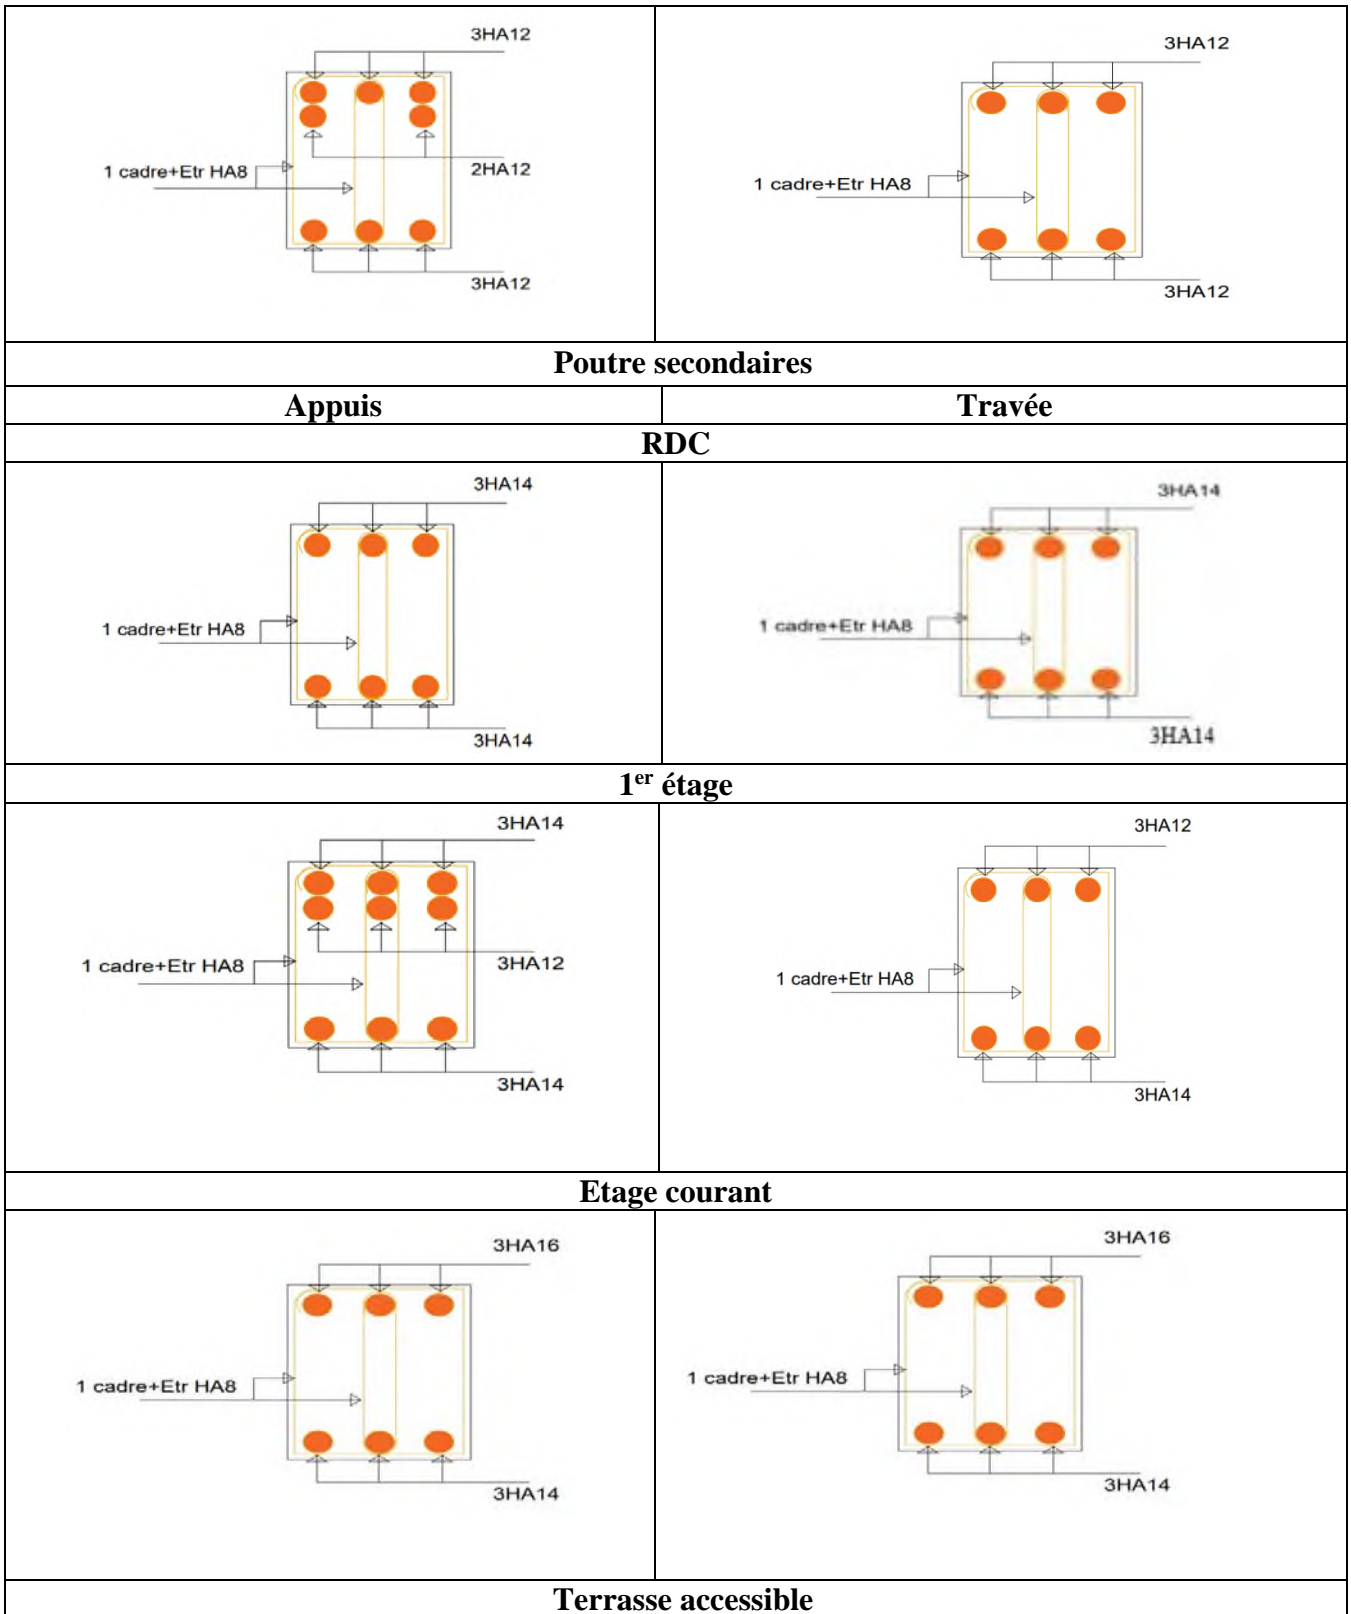 3HA12
3HA12
1 cadre+Etr HA8
2HA12
1 cadre+Etr HA8
3HA12
3HA12
Poutre secondaires
Appuis
Travée
RDC
3HA14
3HA14
1 cadre+Etr HA8
1 cadre+Etr HA8
3HA14
3HA14
1er étage
3HA14
3HA12
1 cadre+Etr HA8
3HA12
1 cadre+Etr HA8
3HA14
3HA14
Etage courant
3HA16
3HA16
1 cadre+Etr HA8
1 cadre+Etr HA8
3HA14
3HA14
Terrasse accessible